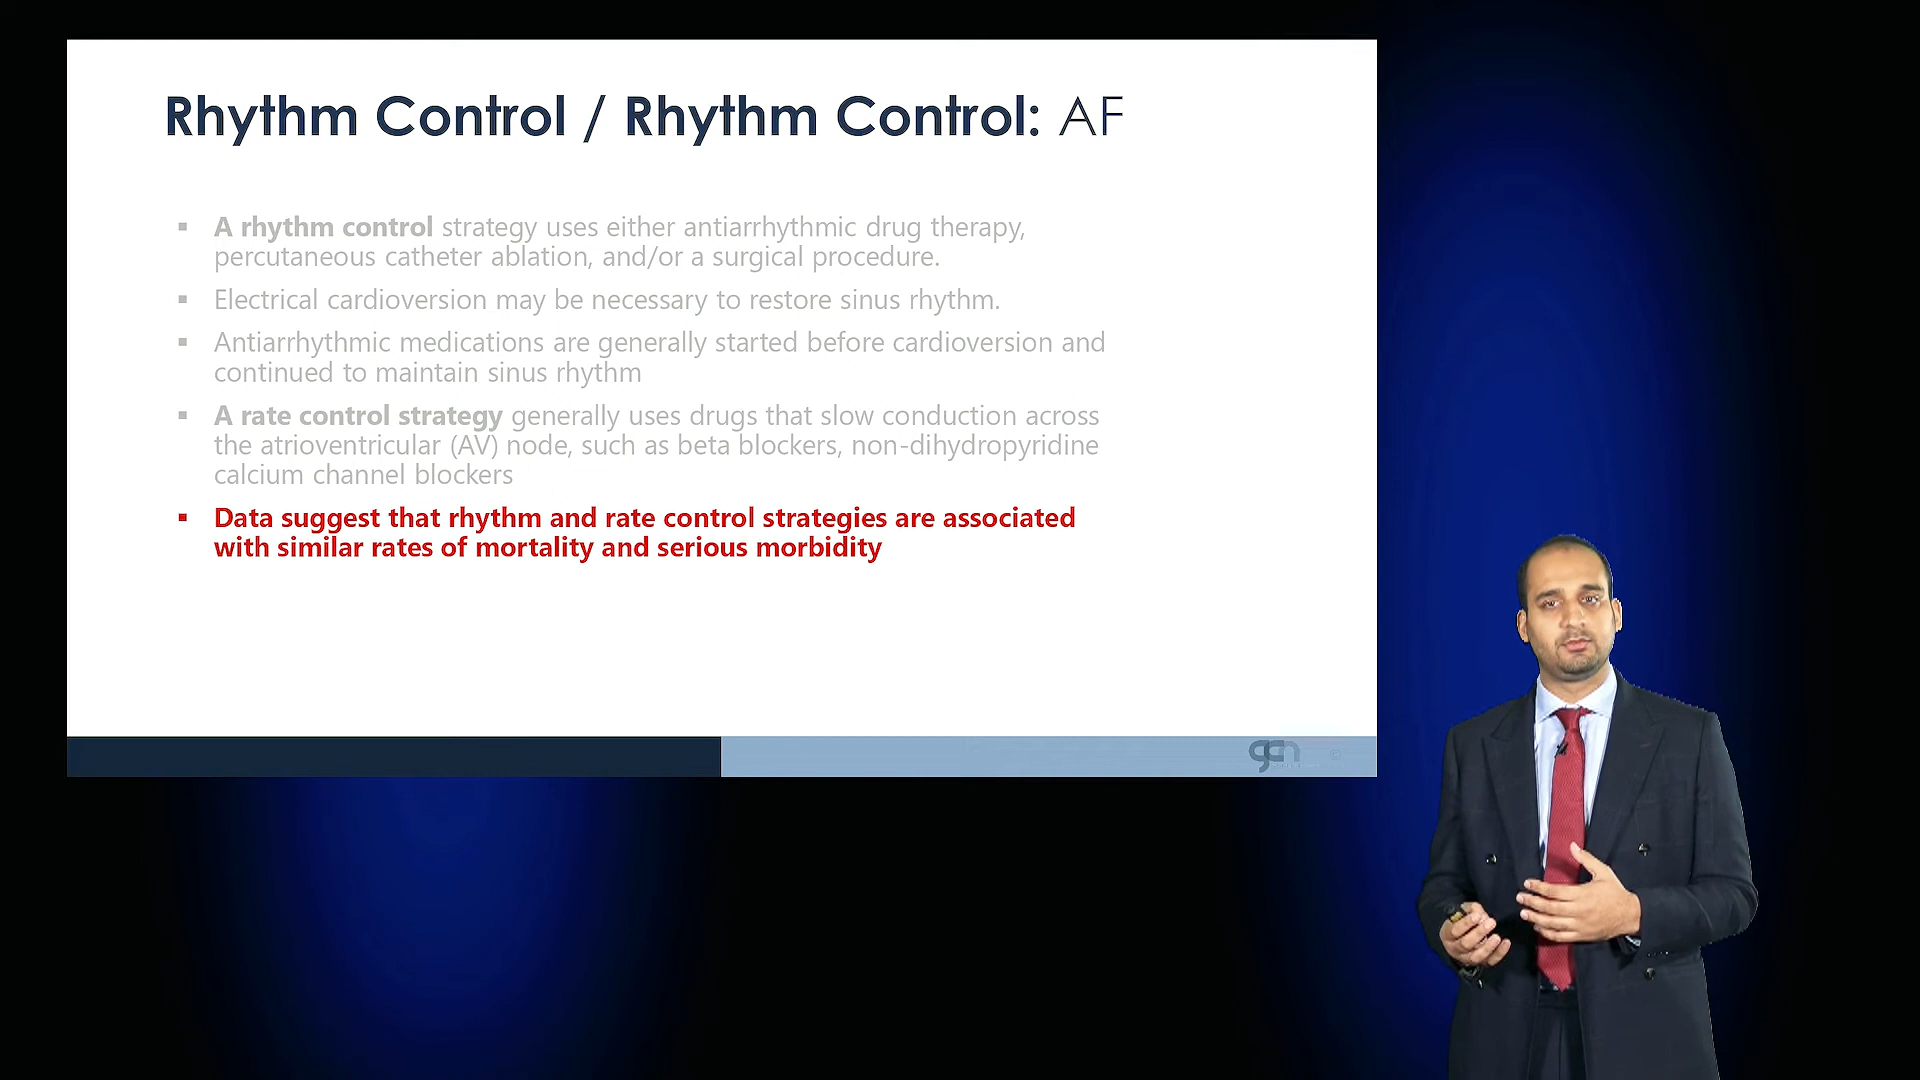 Rhythm Control / Rhythm Control: AF
▪ A rhythm control strategy uses either antiarrhythmic drug therapy,
percutaneous catheter ablation, and/or a surgical procedure.
▪ Electrical cardioversion may be necessary to restore sinus rhythm.
▪ Antiarrhythmic medications are generally started before cardioversion and
continued to maintain sinus rhythm
▪ A rate control strategy generally uses drugs that slow conduction across
the atrioventricular (AV) node, such as beta blockers, non-dihydropyridine
calcium channel blockers
▪ Data suggest that rhythm and rate control strategies are associated
with similar rates of mortality and serious morbidity